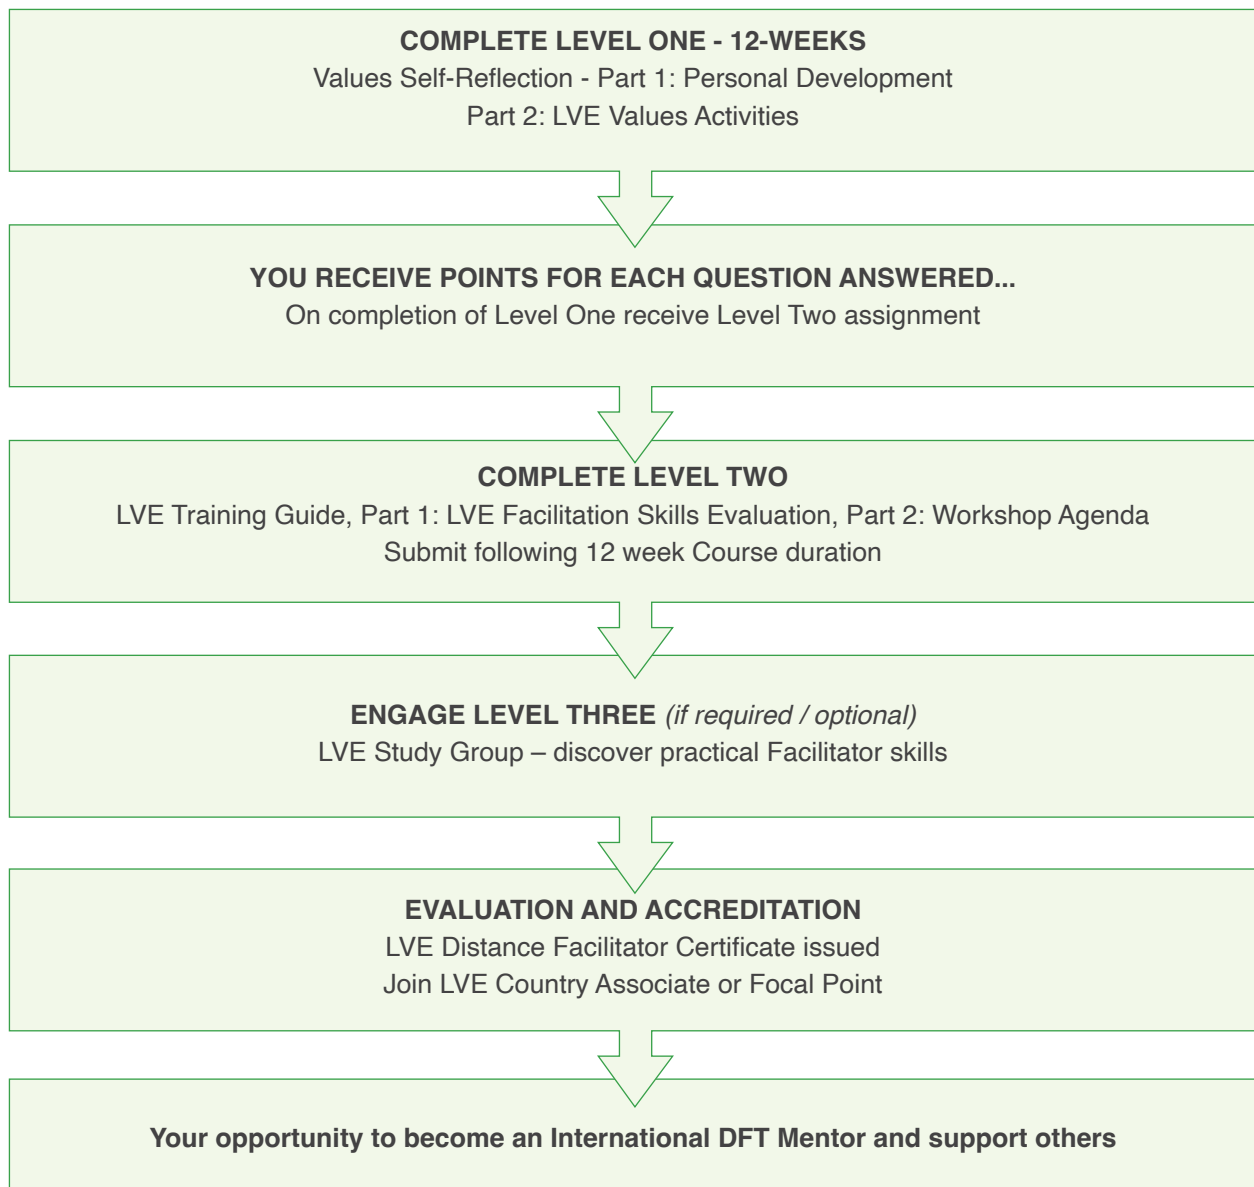 COMPLETE LEVEL ONE - 12-WEEKS
Values Self-Reflection - Part 1: Personal Development
Part 2: LVE Values Activities
YOU RECEIVE POINTS FOR EACH QUESTION ANSWERED...
On completion of Level One receive Level Two assignment
COMPLETE LEVEL TWO
LVE Training Guide, Part 1: LVE Facilitation Skills Evaluation, Part 2: Workshop Agenda
Submit following 12 week Course duration
ENGAGE LEVEL THREE (if required / optional)
LVE Study Group – discover practical Facilitator skills
EVALUATION AND ACCREDITATION
LVE Distance Facilitator Certificate issued
Join LVE Country Associate or Focal Point
Your opportunity to become an International DFT Mentor and support others